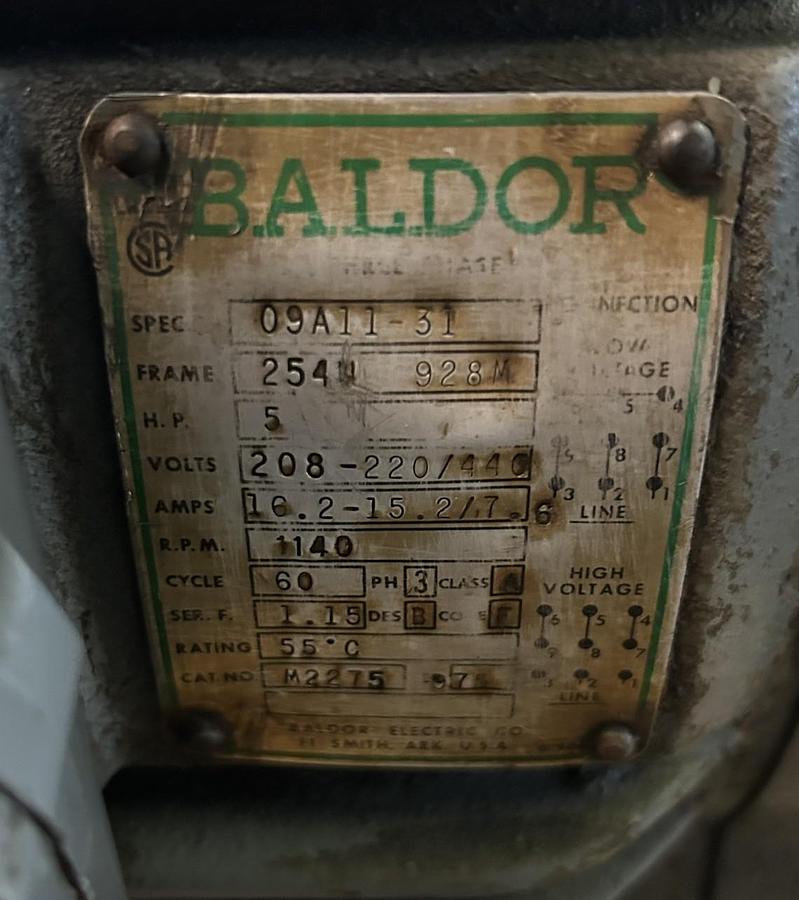 BALDOR
SA
SPEC. 09A11-31
FRAME 254U 928M
H.P. 5
VOLTS 208-220/440
AMPS 16.2-15.2/7.6
R.P.M. 1140
CYCLE 60 PH 3 CLASS A
SER. F. 1.15 DES B
RATING 55°C
CAT.NO. M2275
BALDOR ELECTRIC CO
FT SMITH, ARK. U.S.A.
5 4
8 7
3 2 1
LINE
HIGH
VOLTAGE
6 5 4
9 8 7
3 2 1
LINE